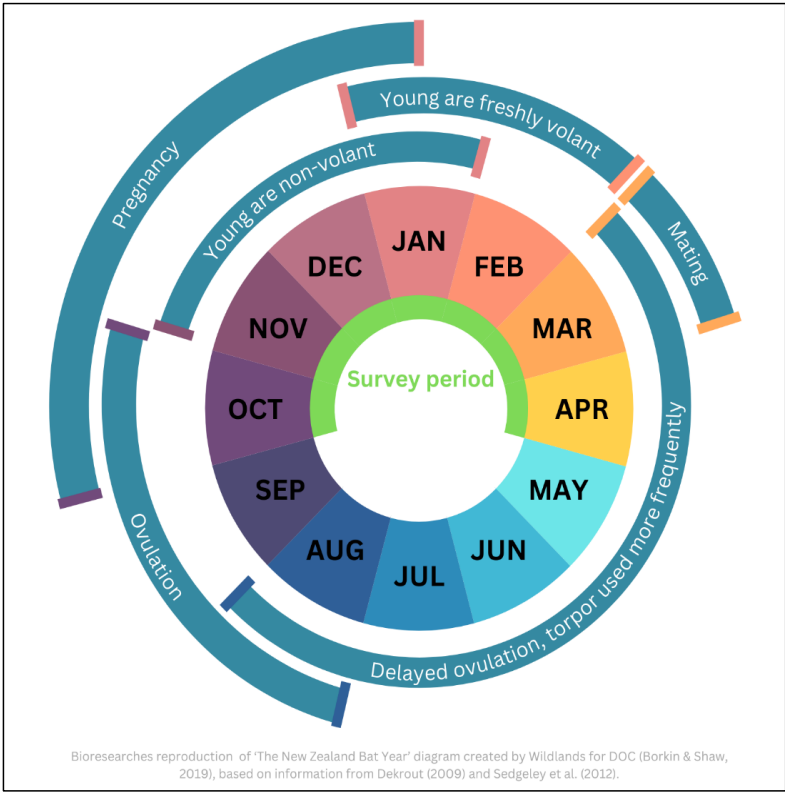 Pregnancy
Young are freshly volant
Young are non-volant
Mating
JAN
FEB
MAR
APR
MAY
JUN
JUL
AUG
SEP
OCT
NOV
DEC
Survey period
Ovulation
Delayed ovulation, torpor used more frequently
Bioresearches reproduction of 'The New Zealand Bat Year' diagram created by Wildlands for DOC (Borkin & Shaw,
2019), based on information from Dekrout (2009) and Sedgeley et al. (2012).